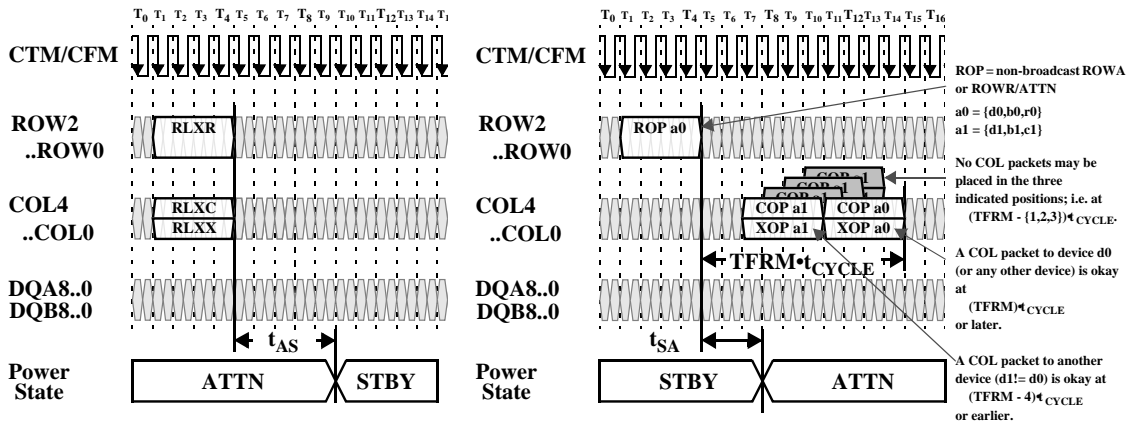 T0 T1 T2 T3 T4 T5 T6 T7 T8 T9 T10 T11 T12 T13 T14 T1
CTM/CFM
ROW2
..ROW0
RLXR
COL4
..COL0
RLXC
RLXX
DQA8..0
DQB8..0
tAS
Power
State
ATTN
STBY
T0 T1 T2 T3 T4 T5 T6 T7 T8 T9 T10 T11 T12 T13 T14 T15 T16
CTM/CFM
ROW2
..ROW0
ROP a0
COL4
..COL0
COP a1
COP a1
COP a1
COP a1 COP a0
XOP a1 XOP a0
TFRM•tCYCLE
DQA8..0
DQB8..0
tSA
Power
State
STBY
ATTN
ROP = non-broadcast ROWA
or ROWR/ATTN
a0 = {d0,b0,r0}
a1 = {d1,b1,c1}
No COL packets may be
placed in the three
indicated positions; i.e. at
(TFRM - {1,2,3})•tCYCLE.
A COL packet to device d0
(or any other device) is okay
at
(TFRM)•tCYCLE
or later.
A COL packet to another
device (d1!= d0) is okay at
(TFRM - 4)•tCYCLE
or earlier.